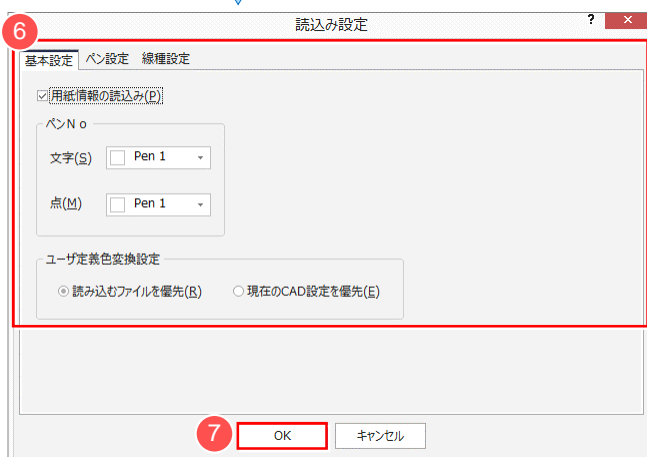 読込み設定 ? ×
6
基本設定 ペン設定 線種設定
用紙情報の読込み(P)
ペンNo
文字(S) Pen 1
点(M) Pen 1
ユーザ定義色変換設定
読み込むファイルを優先(R) 現在のCAD設定を優先(E)
7 OK キャンセル